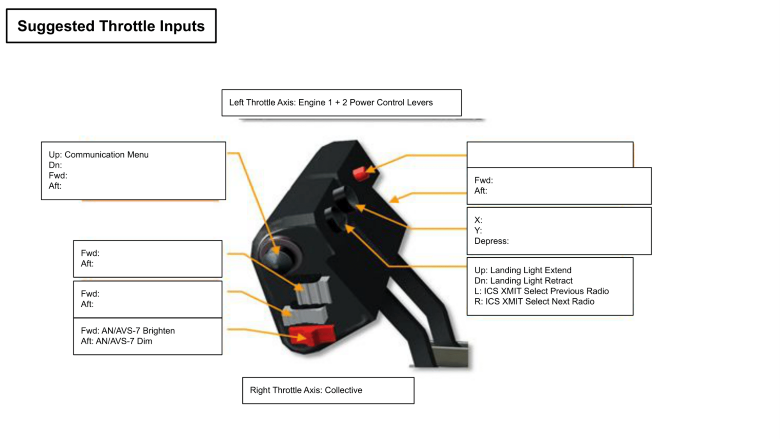 Suggested Throttle Inputs
Left Throttle Axis: Engine 1 + 2 Power Control Levers
Up: Communication Menu
Dn:
Fwd:
Aft:
Fwd:
Aft:
Fwd:
Aft:
Fwd: AN/AVS-7 Brighten
Aft: AN/AVS-7 Dim
Fwd:
Aft:
X:
Y:
Depress:
Up: Landing Light Extend
Dn: Landing Light Retract
L: ICS XMIT Select Previous Radio
R: ICS XMIT Select Next Radio
Right Throttle Axis: Collective